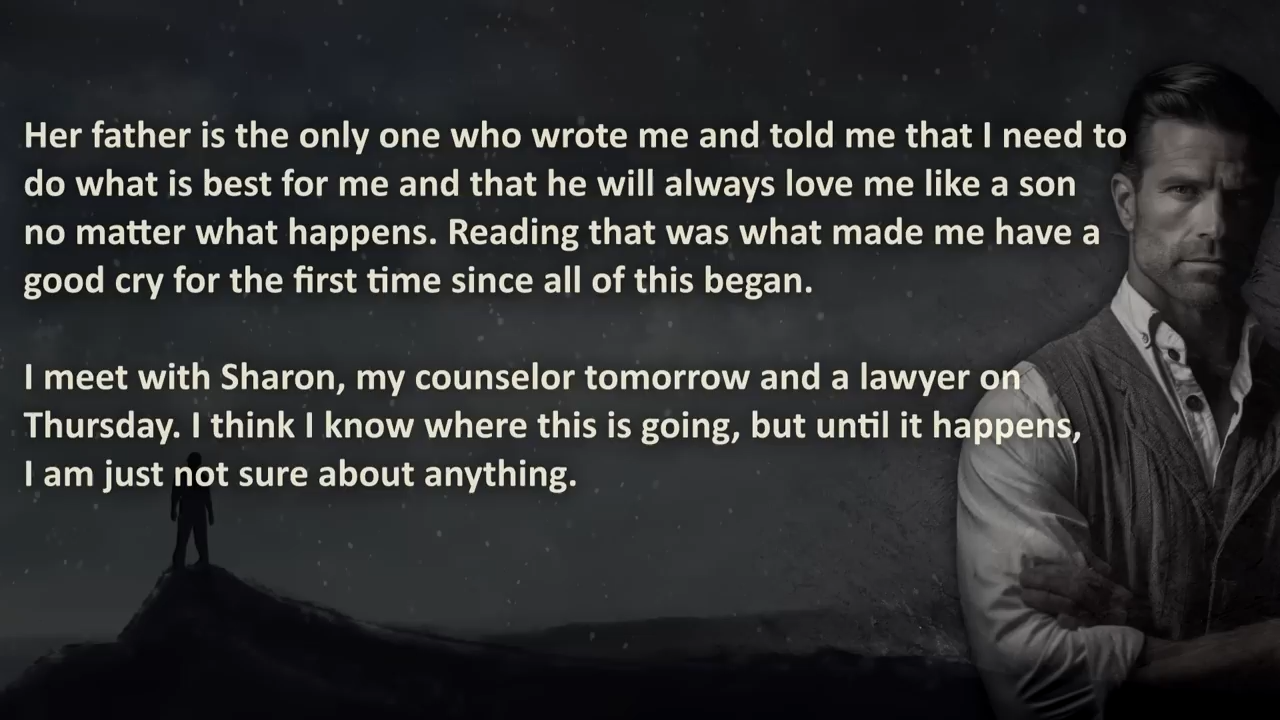 Her father is the only one who wrote me and told me that I need to
do what is best for me and that he will always love me like a son
no matter what happens. Reading that was what made me have a
good cry for the first time since all of this began.
I meet with Sharon, my counselor tomorrow and a lawyer on
Thursday. I think I know where this is going, but until it happens,
I am just not sure about anything.